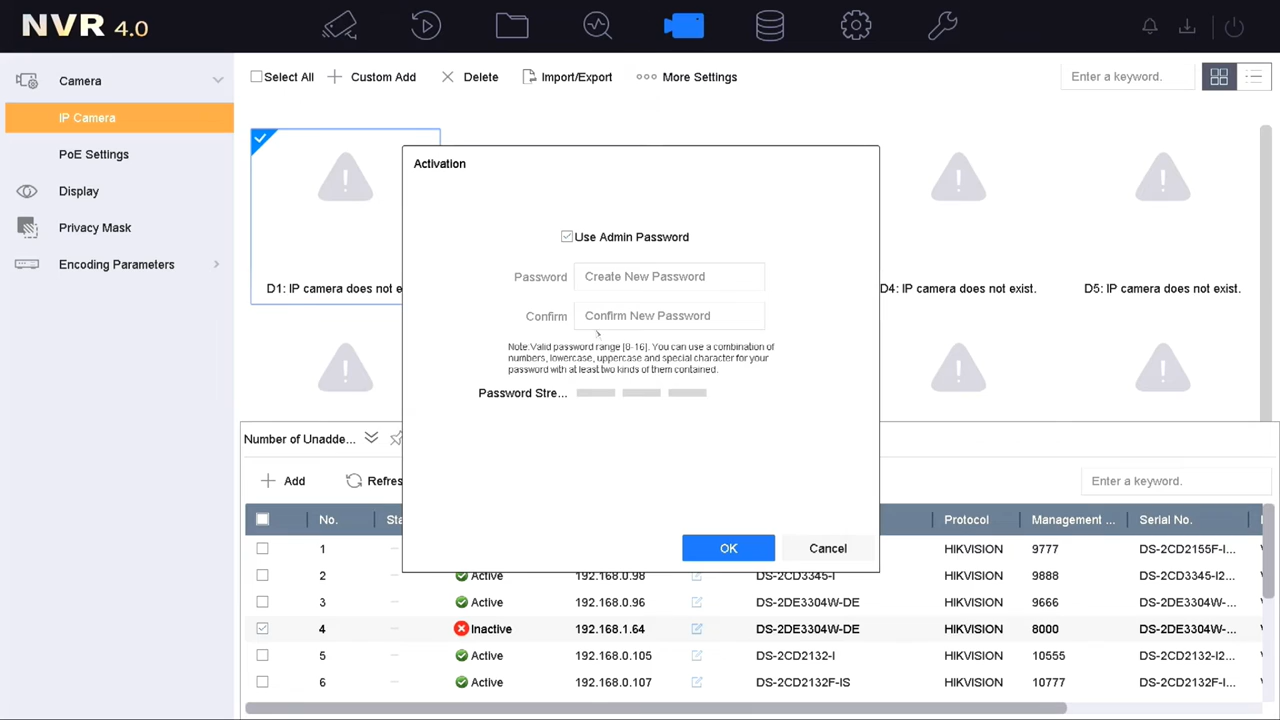 NVR 4.0
Camera
IP Camera
PoE Settings
Display
Privacy Mask
Encoding Parameters
Select All
Custom Add
Delete
Import/Export
More Settings
Enter a keyword.
D1: IP camera does not e
D4: IP camera does not exist.
D5: IP camera does not exist.
Activation
Use Admin Password
Password
Create New Password
Confirm
Confirm New Password
Note:Valid password range [8-16]. You can use a combination of
numbers, lowercase, uppercase and special character for your
password with at least two kinds of them contained.
Password Stre...
OK
Cancel
Number of Unadde...
Add
Refres
Enter a keyword.
No. Sta Protocol Management ... Serial No.
1 HIKVISION 9777 DS-2CD2155F-I...
2 Active 192.168.0.98 DS-2CD3345-I HIKVISION 9888 DS-2CD3345-I2...
3 Active 192.168.0.96 DS-2DE3304W-DE HIKVISION 9666 DS-2DE3304W-...
4 Inactive 192.168.1.64 DS-2DE3304W-DE HIKVISION 8000 DS-2DE3304W-...
5 Active 192.168.0.105 DS-2CD2132-I HIKVISION 10555 DS-2CD2132-I2...
6 Active 192.168.0.107 DS-2CD2132F-IS HIKVISION 10777 DS-2CD2132F-I...